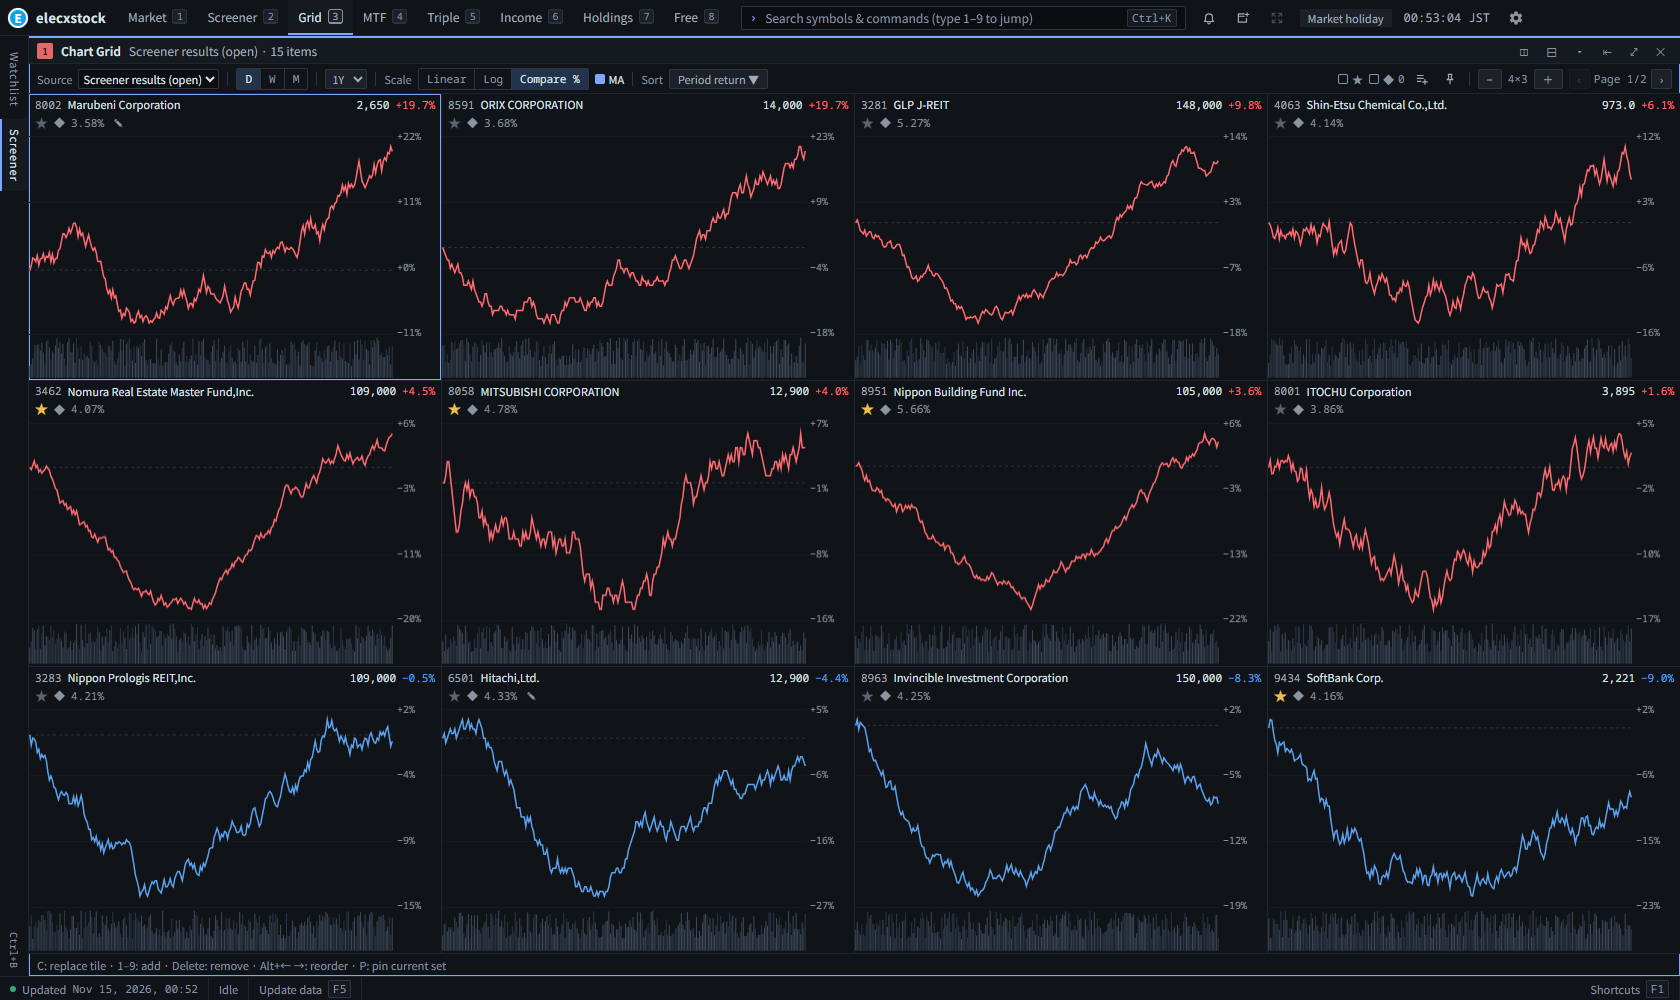 E elecxstock Market 1 Screener 2 Grid 3 MTF 4 Triple 5 Income 6 Holdings 7 Free 8 › Search symbols & commands (type 1–9 to jump) Ctrl+K Market holiday 00:53:04 JST
Watchlist
Screener
Ctrl+B
1 Chart Grid Screener results (open) · 15 items
Source Screener results (open) D W M 1Y Scale Linear Log Compare % MA Sort Period return ▼ ★ ◆ 0 − 4×3 + ‹ Page 1/2 ›
8002 Marubeni Corporation 2,650 +19.7%
★ ◆ 3.58%
+22%
+11%
+0%
−11%
8591 ORIX CORPORATION 14,000 +19.7%
★ ◆ 3.68%
+23%
+9%
−4%
−18%
3281 GLP J-REIT 148,000 +9.8%
★ ◆ 5.27%
+14%
+3%
−7%
−18%
4063 Shin-Etsu Chemical Co.,Ltd. 973.0 +6.1%
★ ◆ 4.14%
+12%
+3%
−6%
−16%
3462 Nomura Real Estate Master Fund,Inc. 109,000 +4.5%
★ ◆ 4.07%
+6%
−3%
−11%
−20%
8058 MITSUBISHI CORPORATION 12,900 +4.0%
★ ◆ 4.78%
+7%
−1%
−8%
−16%
8951 Nippon Building Fund Inc. 105,000 +3.6%
★ ◆ 5.66%
+6%
−3%
−13%
−22%
8001 ITOCHU Corporation 3,895 +1.6%
★ ◆ 3.86%
+5%
−2%
−10%
−17%
3283 Nippon Prologis REIT,Inc. 109,000 −0.5%
★ ◆ 4.21%
+2%
−4%
−9%
−15%
6501 Hitachi,Ltd. 12,900 −4.4%
★ ◆ 4.33%
+5%
−6%
−16%
−27%
8963 Invincible Investment Corporation 150,000 −8.3%
★ ◆ 4.25%
+2%
−5%
−12%
−19%
9434 SoftBank Corp. 2,221 −9.0%
★ ◆ 4.16%
+2%
−6%
−15%
−23%
C: replace tile · 1–9: add · Delete: remove · Alt+←→: reorder · P: pin current set
Updated Nov 15, 2026, 00:52 Idle Update data F5 Shortcuts F1